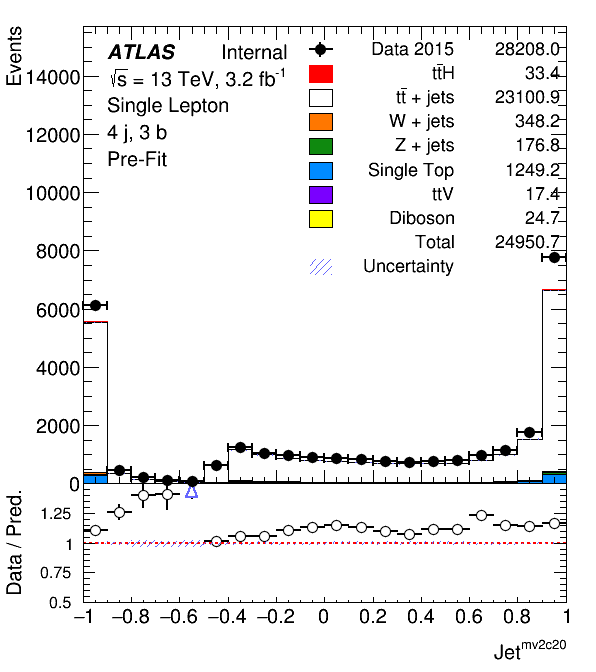 Events
14000
12000
10000
8000
6000
4000
2000
0
ATLAS Internal
√s = 13 TeV, 3.2 fb-1
Single Lepton
4 j, 3 b
Pre-Fit
Data 2015 28208.0
tt̄H 33.4
tt̄ + jets 23100.9
W + jets 348.2
Z + jets 176.8
Single Top 1249.2
ttV 17.4
Diboson 24.7
Total 24950.7
Uncertainty
Data / Pred.
1.25
1
0.75
0.5
−1 −0.8 −0.6 −0.4 −0.2 0 0.2 0.4 0.6 0.8 1
Jet^mv2c20